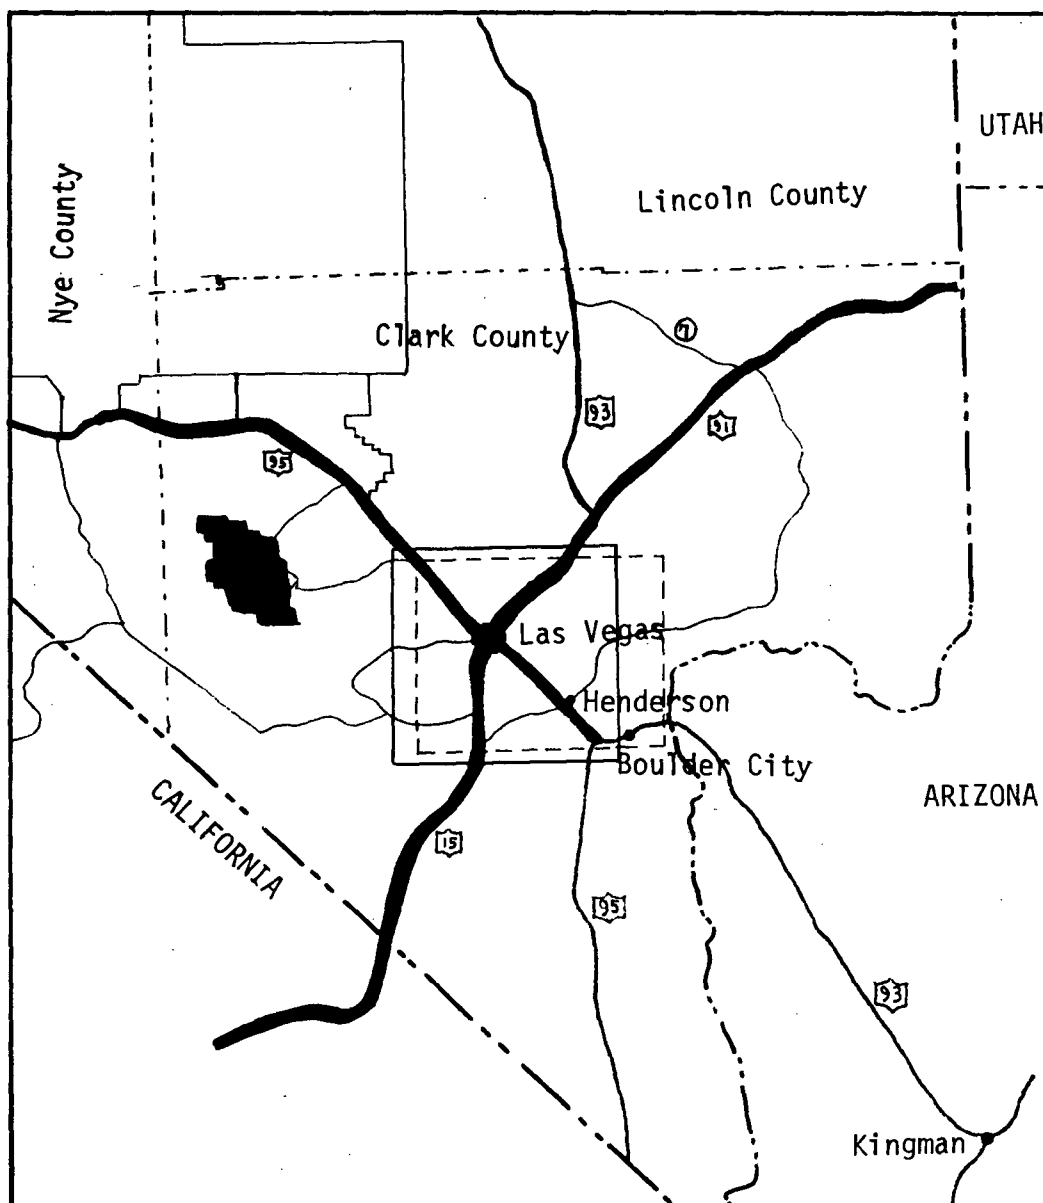 UTAH
Lincoln County
Nye County
7
Clark County
93
91
95
Las Vegas
Henderson
Boulder City
CALIFORNIA
ARIZONA
15
95
93
Kingman